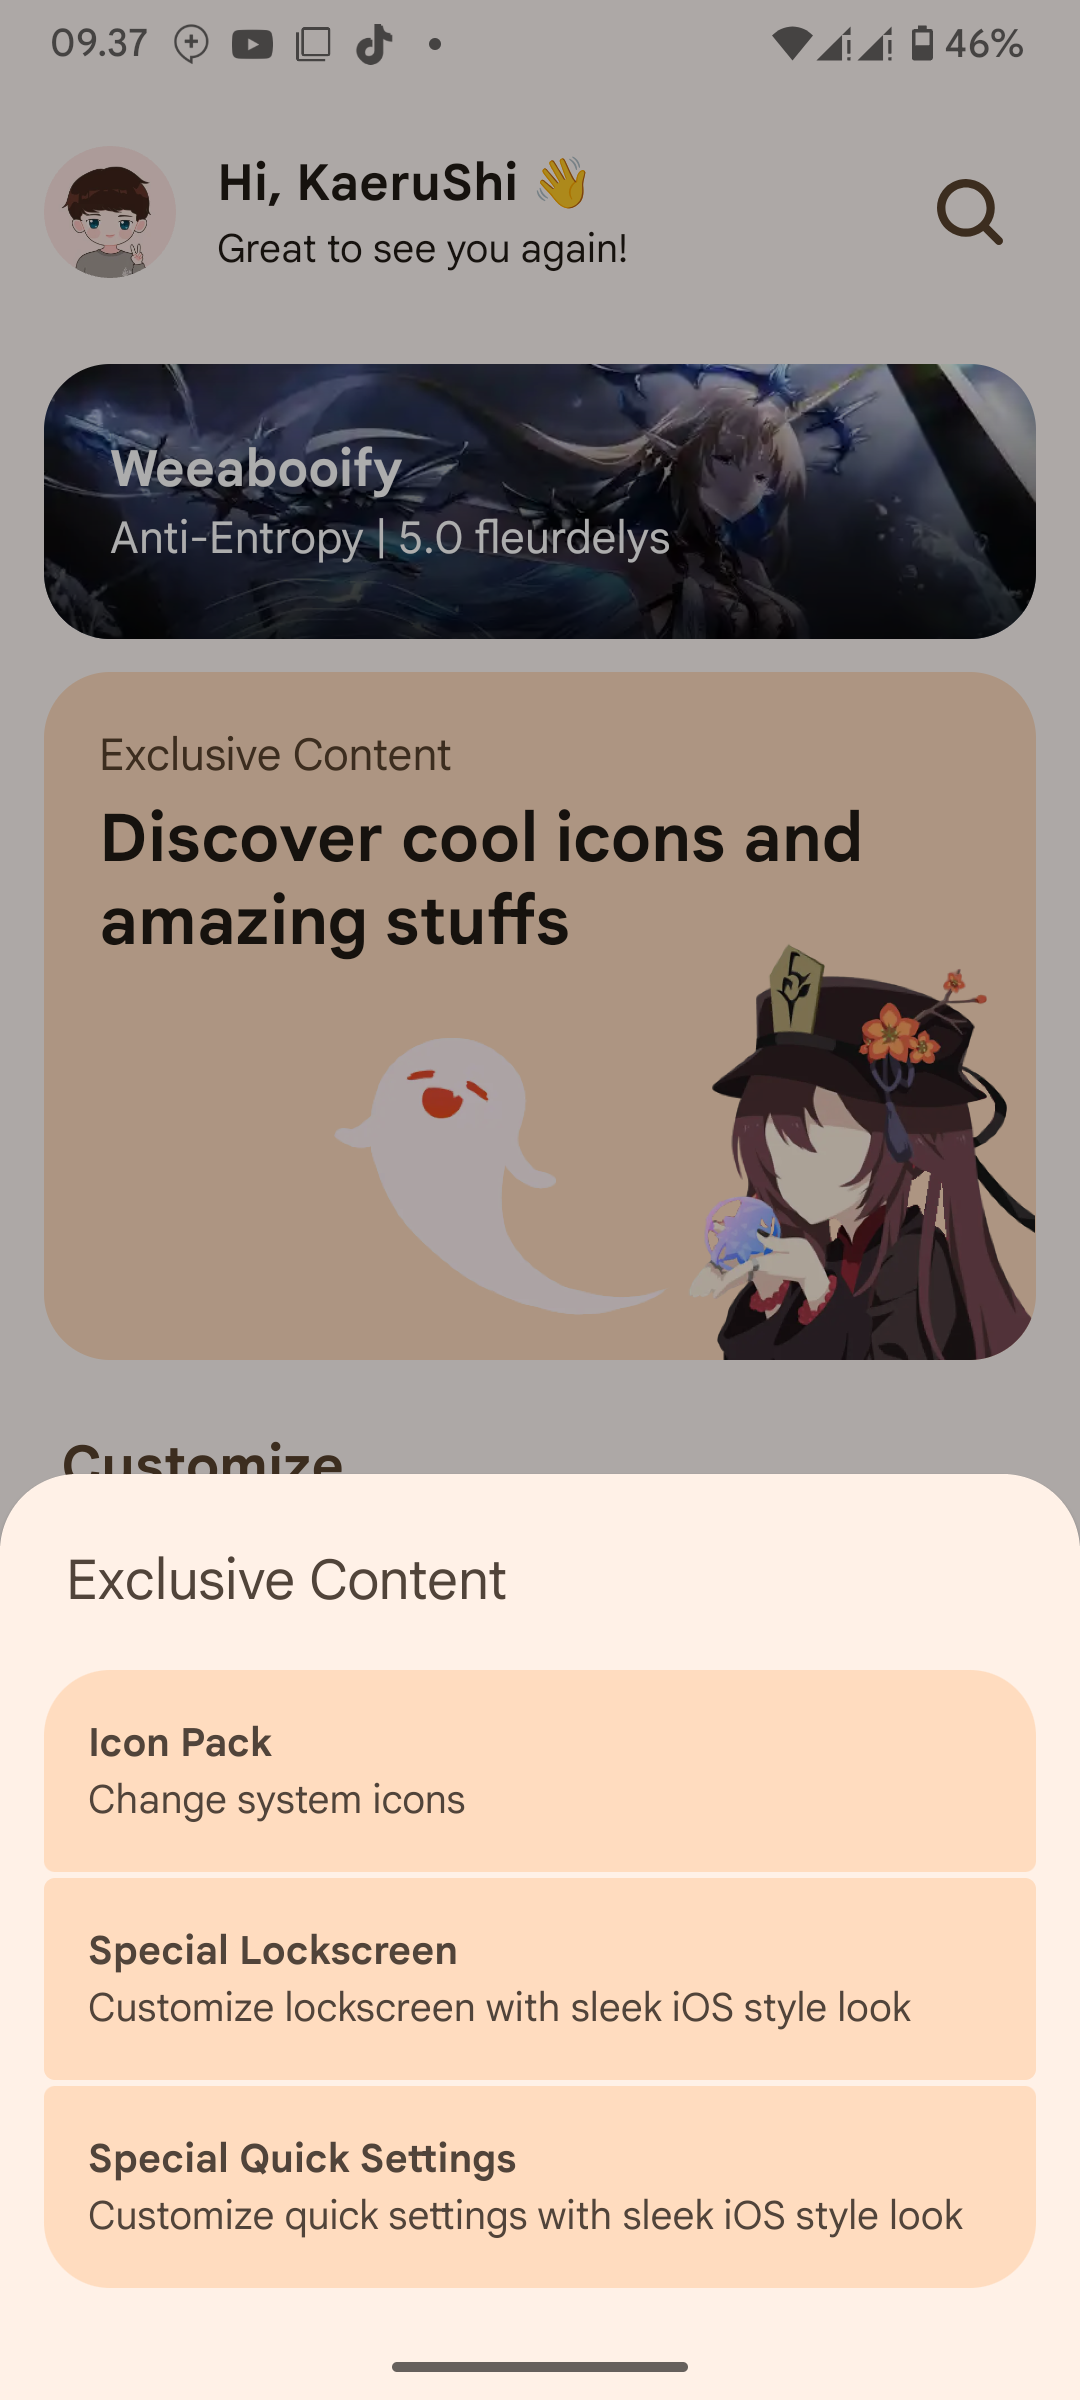 09.37
46%
Hi, KaeruShi 👋
Great to see you again!
Weeabooify
Anti-Entropy | 5.0 fleurdelys
Exclusive Content
Discover cool icons and
amazing stuffs
Customize
Exclusive Content
Icon Pack
Change system icons
Special Lockscreen
Customize lockscreen with sleek iOS style look
Special Quick Settings
Customize quick settings with sleek iOS style look